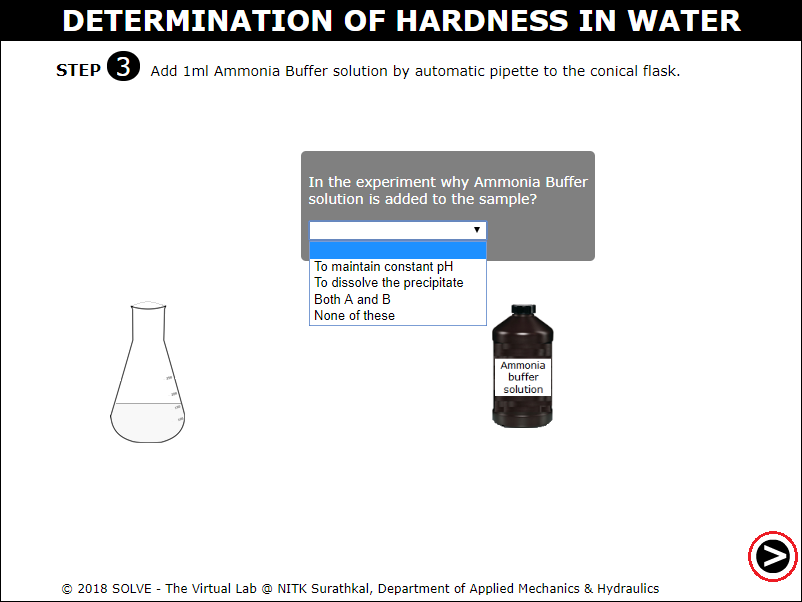 DETERMINATION OF HARDNESS IN WATER
STEP 3 Add 1ml Ammonia Buffer solution by automatic pipette to the conical flask.
In the experiment why Ammonia Buffer
solution is added to the sample?
To maintain constant pH
To dissolve the precipitate
Both A and B
None of these
Ammonia
buffer
solution
© 2018 SOLVE - The Virtual Lab @ NITK Surathkal, Department of Applied Mechanics & Hydraulics